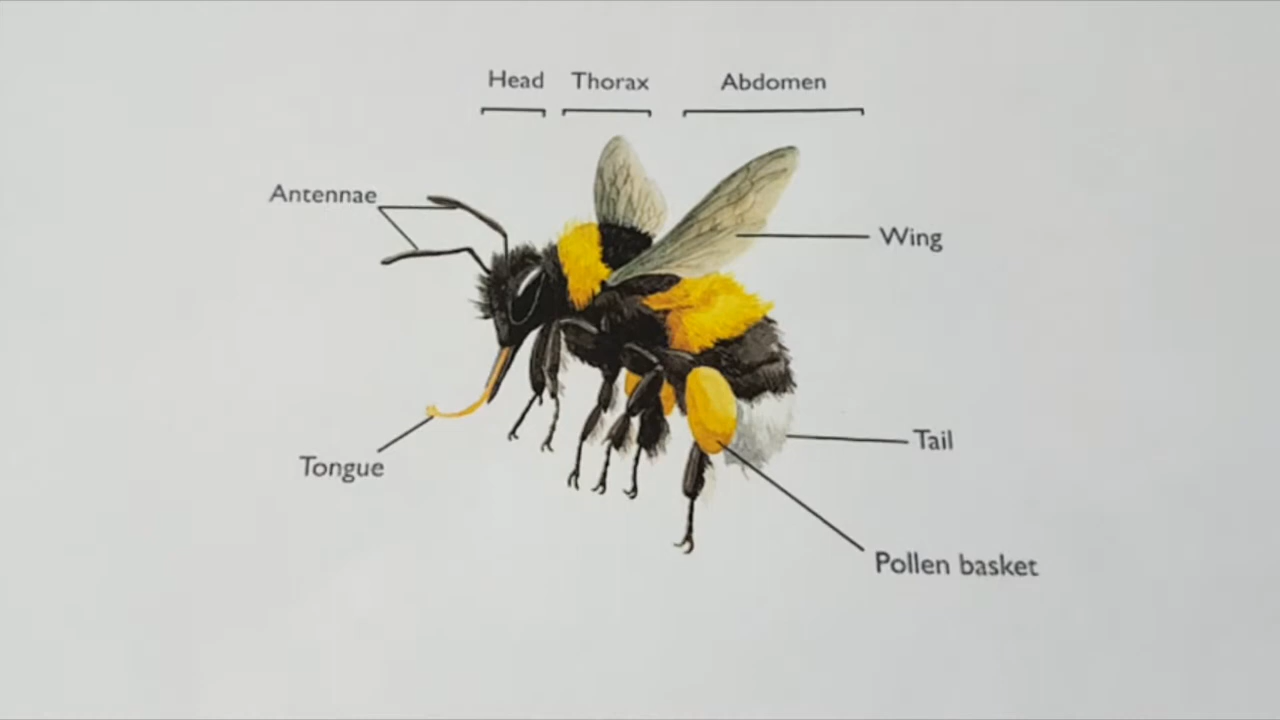 Head
Thorax
Abdomen
Antennae
Wing
Tongue
Tail
Pollen basket